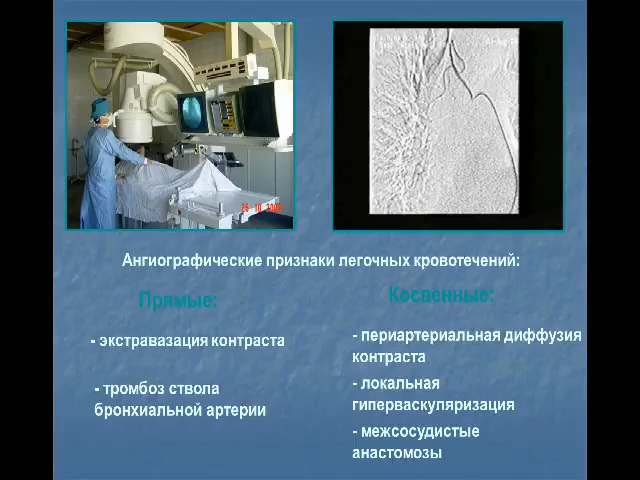 Ангиографические признаки легочных кровотечений:
Прямые:
- экстравазация контраста
- тромбоз ствола
бронхиальной артерии
Косвенные:
- периартериальная диффузия
контраста
- локальная
гиперваскуляризация
- межсосудистые
анастомозы